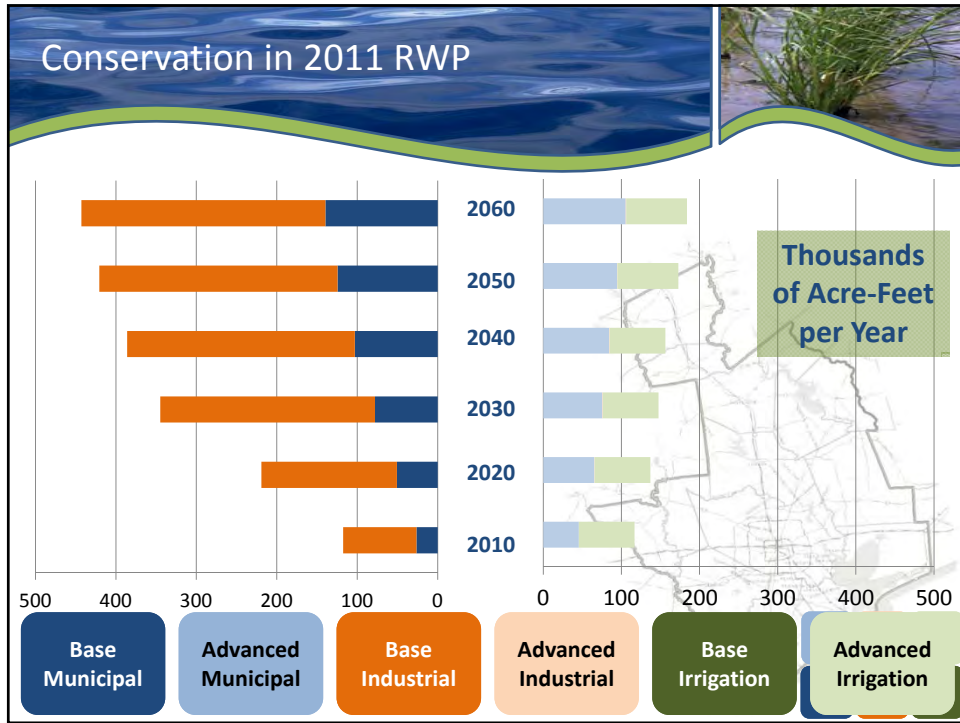 Conservation in 2011 RWP
2060
2050
2040
2030
2020
2010
Thousands
of Acre-Feet
per Year
500 400 300 200 100 0
0 100 200 300 400 500
Base
Municipal
Advanced
Municipal
Base
Industrial
Advanced
Industrial
Base
Irrigation
Advanced
Irrigation